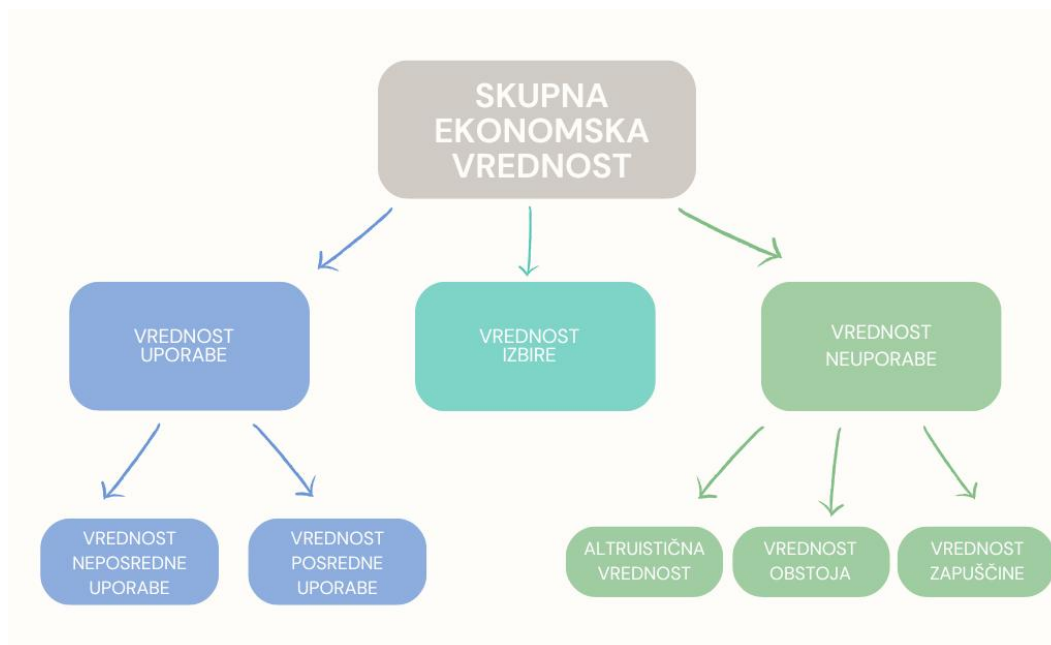 SKUPNA
EKONOMSKA
VREDNOST
VREDNOST
UPORABE
VREDNOST
IZBIRE
VREDNOST
NEUPORABE
VREDNOST
NEPOSREDNE
UPORABE
VREDNOST
POSREDNE
UPORABE
ALTRUISTIČNA
VREDNOST
VREDNOST
OBSTOJA
VREDNOST
ZAPUŠČINE